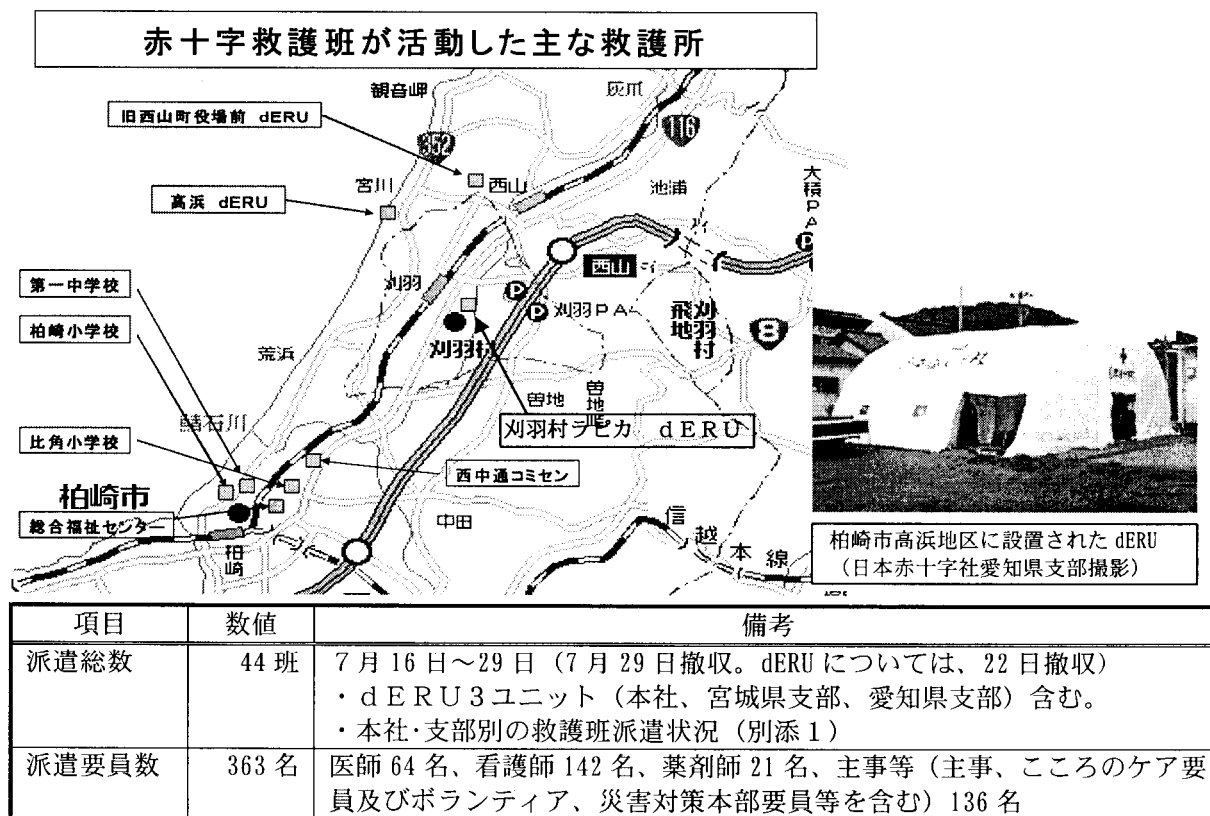 赤十字救護班が活動した主な救護所
観音岬
灰爪
旧西山町役場前 dERU
352
116
宮川
西山
池浦
大積PA
高浜 dERU
P
西山
第一中学校
刈羽
P
刈羽PA
P
刈羽村飛地
8
柏崎小学校
荒浜
刈羽村
曽地
鯖石川
刈羽村ラピカ dERU
比角小学校
西中通コミセン
柏崎市
総合福祉センター
中田
柏崎
信越本線
柏崎市高浜地区に設置されたdERU
(日本赤十字社愛知県支部撮影)
項目 数値 備考
派遣総数 44班 7月16日～29日(7月29日撤収。dERUについては、22日撤収)
・dERU3ユニット(本社、宮城県支部、愛知県支部)含む。
・本社・支部別の救護班派遣状況(別添1)
派遣要員数 363名 医師64名、看護師142名、薬剤師21名、主事等(主事、こころのケア要
員及びボランティア、災害対策本部要員等を含む)136名